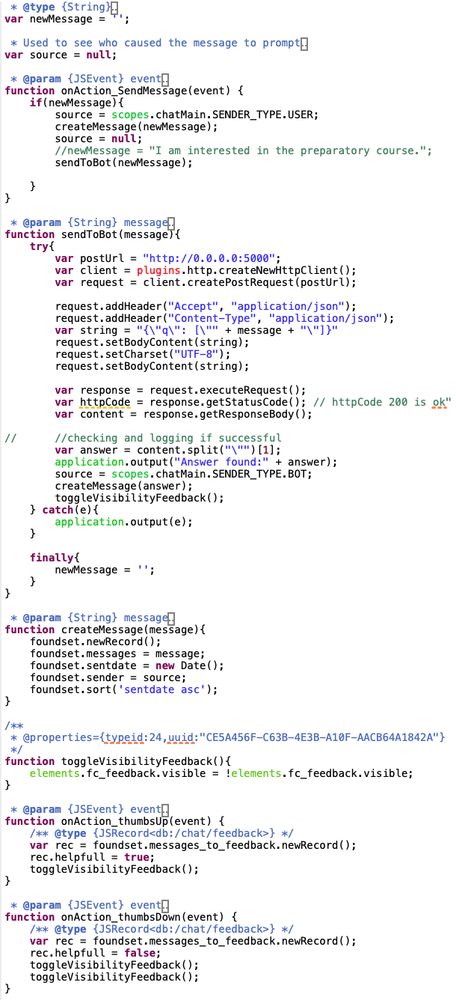 * @type {String}..
var newMessage = '';

 * Used to see who caused the message to prompt..
var source = null;

 * @param {JSEvent} event..
function onAction_SendMessage(event) {
    if(newMessage){
        source = scopes.chatMain.SENDER_TYPE.USER;
        createMessage(newMessage);
        source = null;
        //newMessage = "I am interested in the preparatory course.";
        sendToBot(newMessage);

    }
}

 * @param {String} message..
function sendToBot(message){
    try{
        var postUrl = "http://0.0.0.0:5000";
        var client = plugins.http.createNewHttpClient();
        var request = client.createPostRequest(postUrl);

        request.addHeader("Accept", "application/json");
        request.addHeader("Content-Type", "application/json");
        var string = "{\"q\": [\"" + message + "\"]}"
        request.setBodyContent(string);
        request.setCharset("UTF-8");
        request.setBodyContent(string);

        var response = request.executeRequest();
        var httpCode = response.getStatusCode(); // httpCode 200 is ok"
        var content = response.getResponseBody();

//      //checking and logging if successful
        var answer = content.split("\"")[1];
        application.output("Answer found:" + answer);
        source = scopes.chatMain.SENDER_TYPE.BOT;
        createMessage(answer);
        toggleVisibilityFeedback();
    } catch(e){
        application.output(e);
    }

    finally{
        newMessage = '';
    }
}

 * @param {String} message..
function createMessage(message){
    foundset.newRecord();
    foundset.messages = message;
    foundset.sentdate = new Date();
    foundset.sender = source;
    foundset.sort('sentdate asc');
}

/**
 * @properties={typeid:24,uuid:"CE5A456F-C63B-4E3B-A10F-AACB64A1842A"}
 */
function toggleVisibilityFeedback(){
    elements.fc_feedback.visible = !elements.fc_feedback.visible;
}

 * @param {JSEvent} event..
function onAction_thumbsUp(event) {
    /** @type {JSRecord<db:/chat/feedback>} */
    var rec = foundset.messages_to_feedback.newRecord();
    rec.helpfull = true;
    toggleVisibilityFeedback();
}

 * @param {JSEvent} event..
function onAction_thumbsDown(event) {
    /** @type {JSRecord<db:/chat/feedback>} */
    var rec = foundset.messages_to_feedback.newRecord();
    rec.helpfull = false;
    toggleVisibilityFeedback();
    toggleVisibilityFeedback();
}